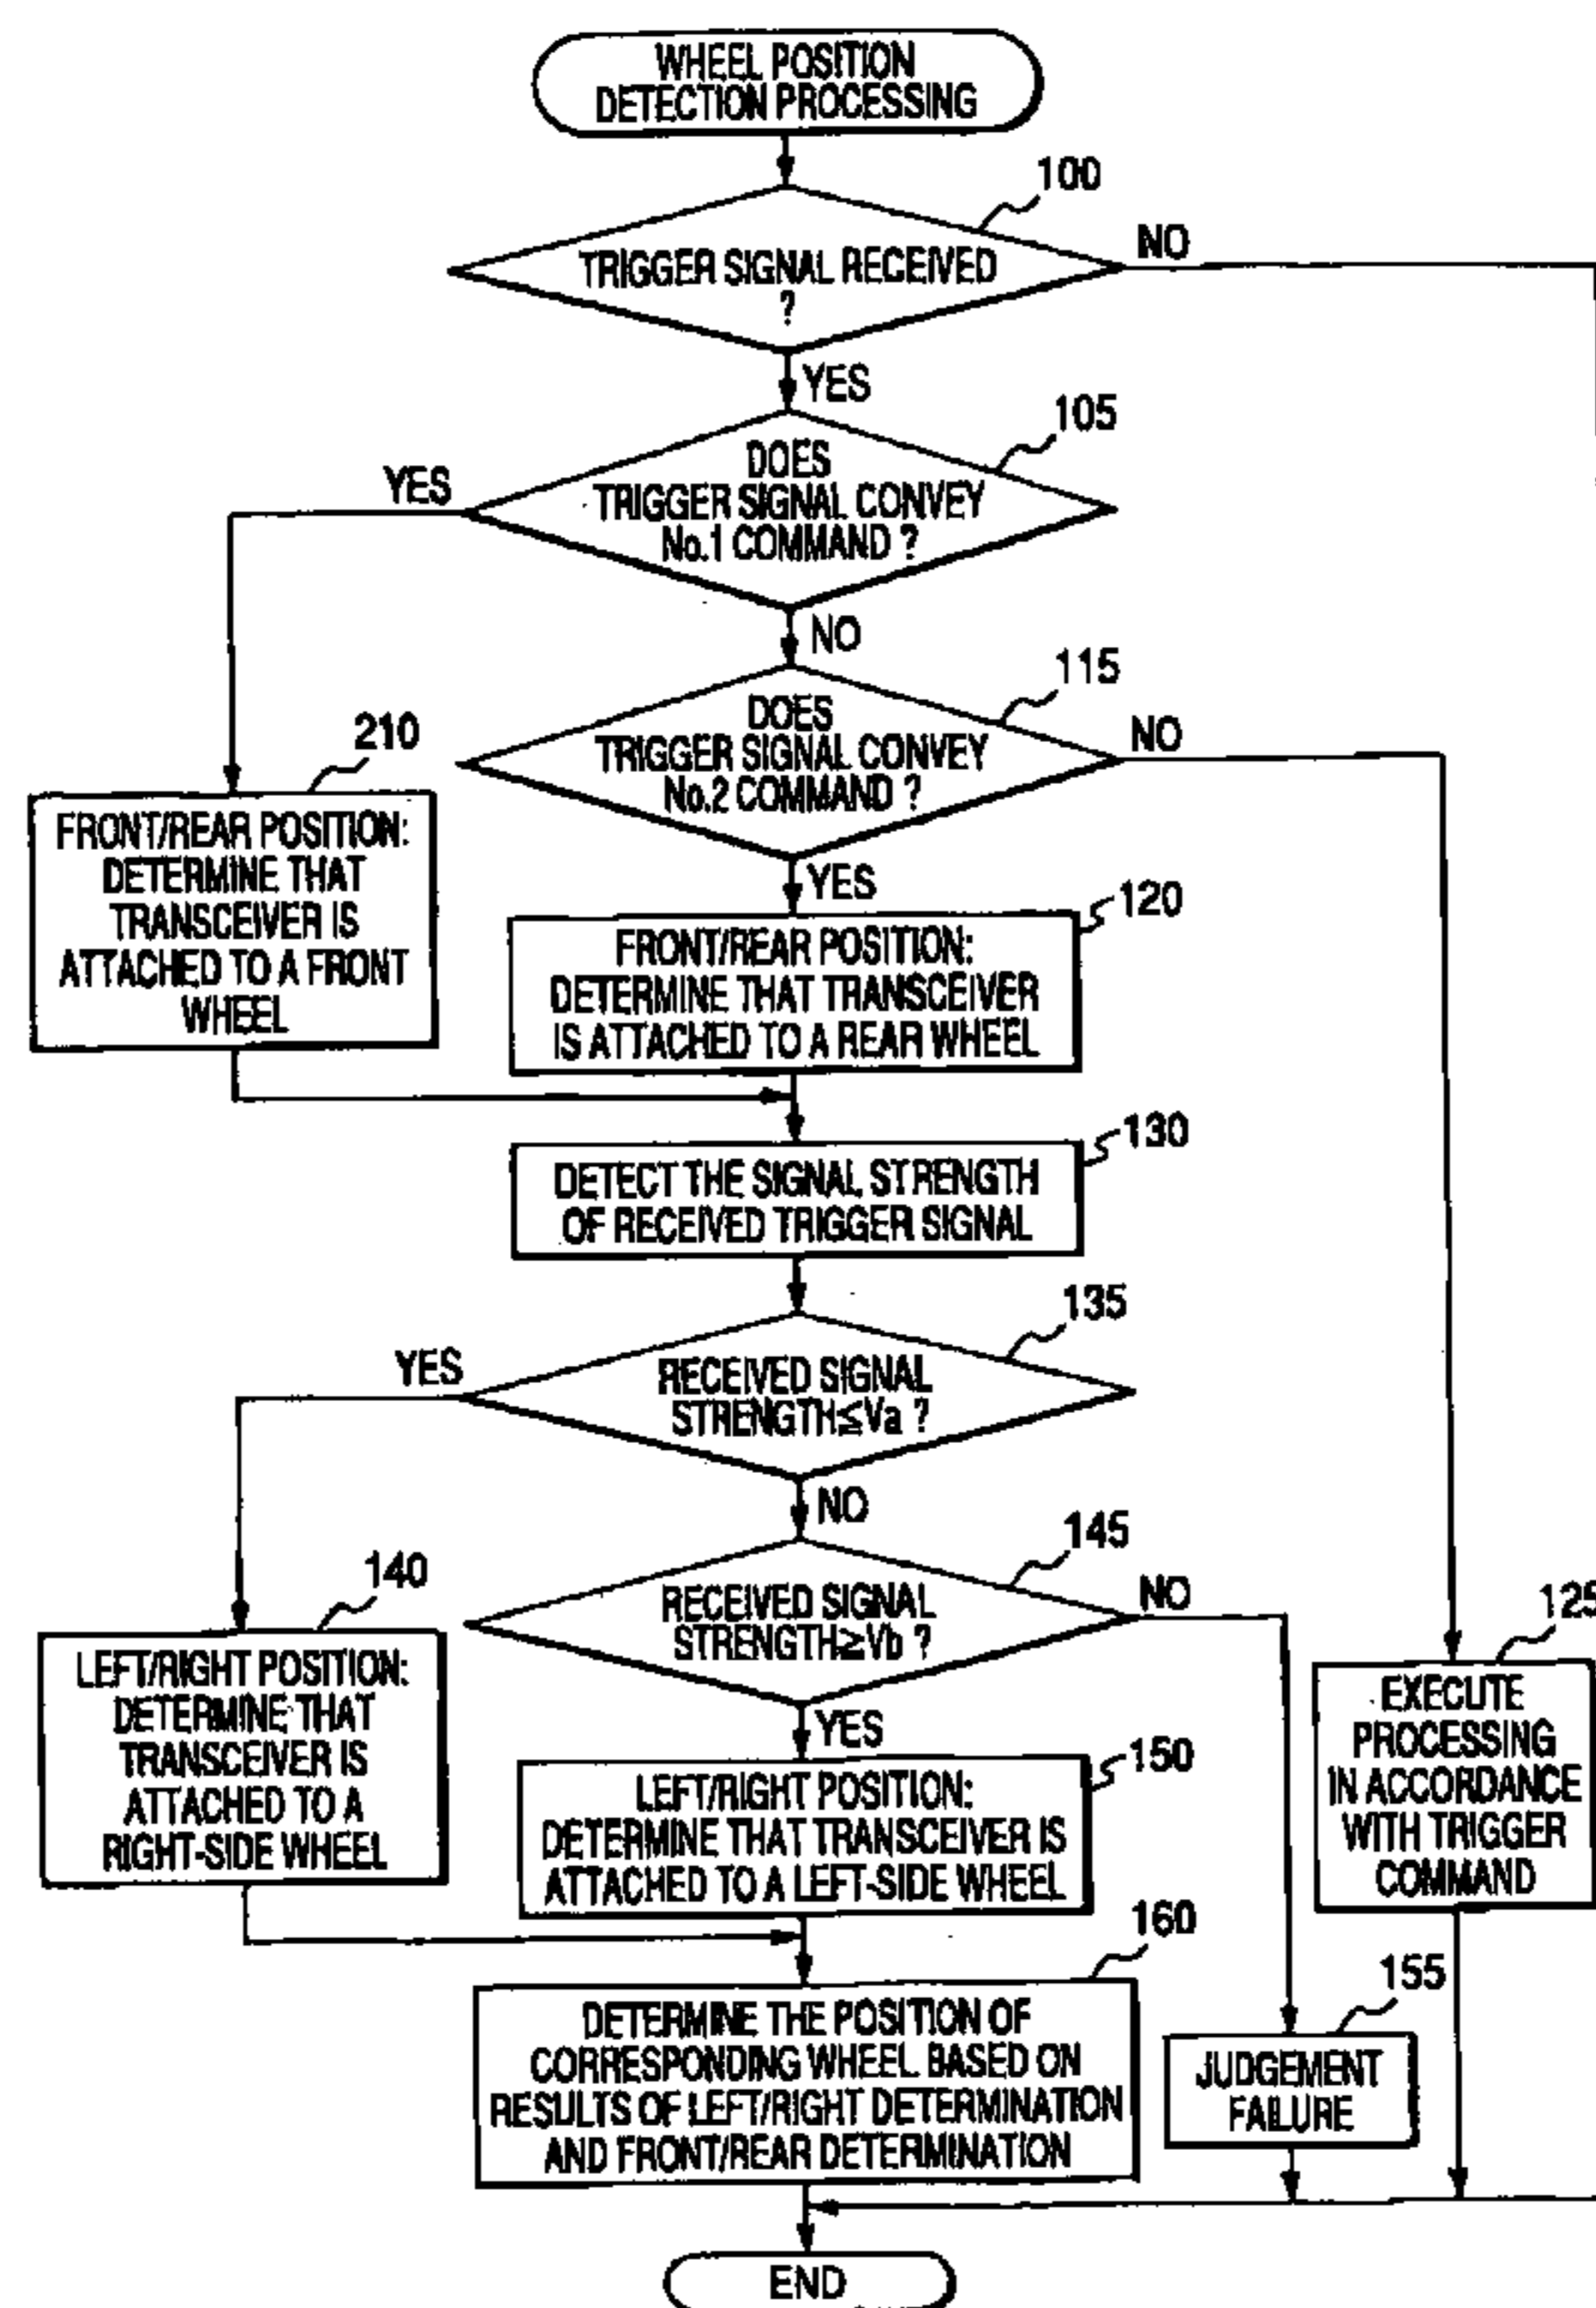 WHEEL POSITION
DETECTION PROCESSING
100
TRIGGER SIGNAL RECEIVED
?
NO
YES
105
DOES
TRIGGER SIGNAL CONVEY
No.1 COMMAND ?
YES
NO
115
DOES
TRIGGER SIGNAL CONVEY
No.2 COMMAND ?
NO
YES
210
FRONT/REAR POSITION:
DETERMINE THAT
TRANSCEIVER IS
ATTACHED TO A FRONT
WHEEL
120
FRONT/REAR POSITION:
DETERMINE THAT TRANSCEIVER
IS ATTACHED TO A REAR WHEEL
130
DETECT THE SIGNAL STRENGTH
OF RECEIVED TRIGGER SIGNAL
135
RECEIVED SIGNAL
STRENGTH≦Va ?
YES
NO
145
RECEIVED SIGNAL
STRENGTH≧Vb ?
NO
YES
140
LEFT/RIGHT POSITION:
DETERMINE THAT
TRANSCEIVER IS
ATTACHED TO A
RIGHT-SIDE WHEEL
150
LEFT/RIGHT POSITION:
DETERMINE THAT TRANSCEIVER IS
ATTACHED TO A LEFT-SIDE WHEEL
125
EXECUTE
PROCESSING
IN ACCORDANCE
WITH TRIGGER
COMMAND
160
DETERMINE THE POSITION OF
CORRESPONDING WHEEL BASED ON
RESULTS OF LEFT/RIGHT DETERMINATION
AND FRONT/REAR DETERMINATION
155
JUDGEMENT
FAILURE
END